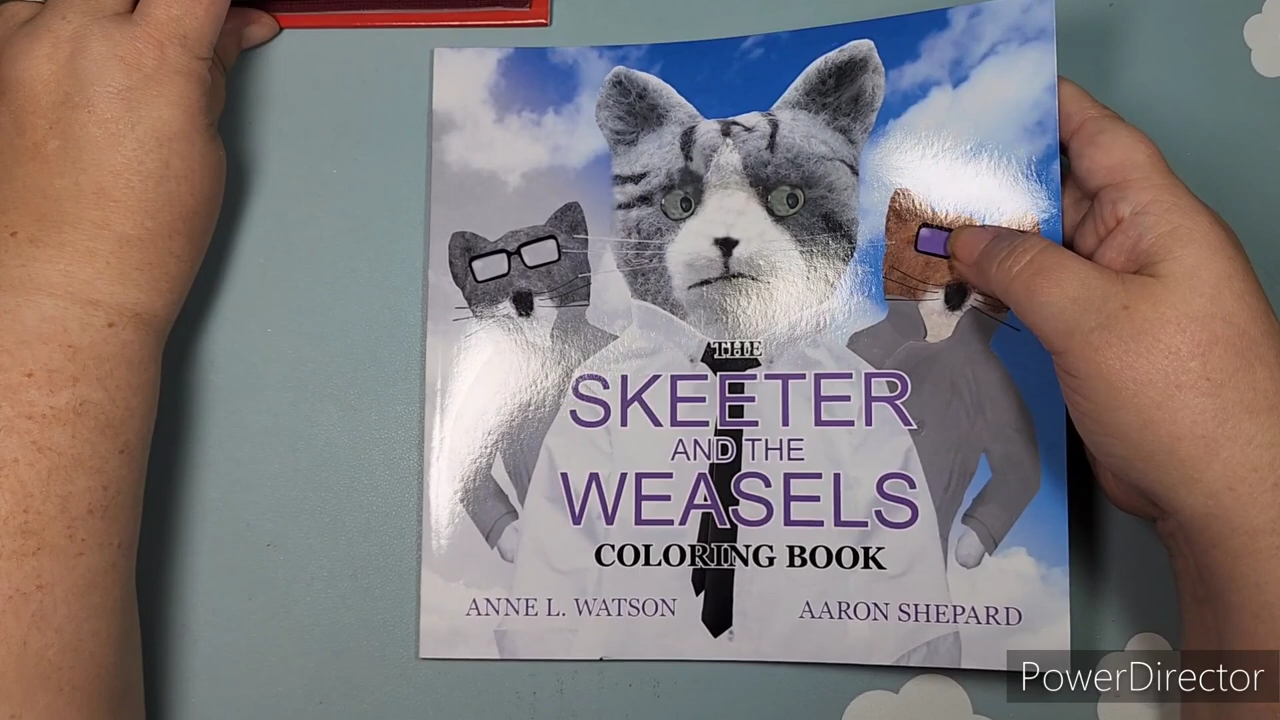 THE
SKEETER
AND THE
WEASELS
COLORING BOOK
ANNE L. WATSON
AARON SHEPARD
PowerDirector